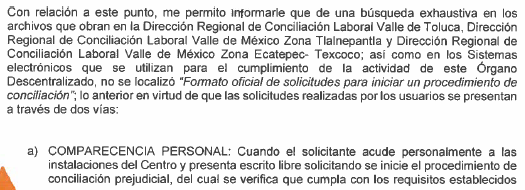 Con relación a este punto, me permito informarle que de una búsqueda exhaustiva en los
archivos que obran en la Dirección Regional de Conciliación Laboral Valle de Toluca, Dirección
Regional de Conciliación Laboral Valle de México Zona Tlalnepantla y Dirección Regional de
Conciliación Laboral Valle de México Zona Ecatepec- Texcoco; así como en los Sistemas
electrónicos que se utilizan para el cumplimiento de la actividad de este Órgano
Descentralizado, no se localizó "Formato oficial de solicitudes para iniciar un procedimiento de
conciliación"; lo anterior en virtud de que las solicitudes realizadas por los usuarios se presentan
a través de dos vías:
a) COMPARECENCIA PERSONAL: Cuando el solicitante acude personalmente a las
instalaciones del Centro y presenta escrito libre solicitando se inicie el procedimiento de
conciliación prejudicial, del cual se verifica que cumpla con los requisitos establecidos